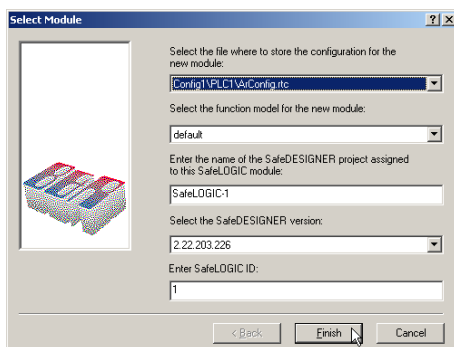 Select Module
Select the file where to store the configuration for the
new module:
Config1\PLC1\ArConfig.rtc
Select the function model for the new module:
default
Enter the name of the SafeDESIGNER project assigned
to this SafeLOGIC module:
SafeLOGIC-1
Select the SafeDESIGNER version:
2.22.203.226
Enter SafeLOGIC ID:
1
< Back
Finish
Cancel